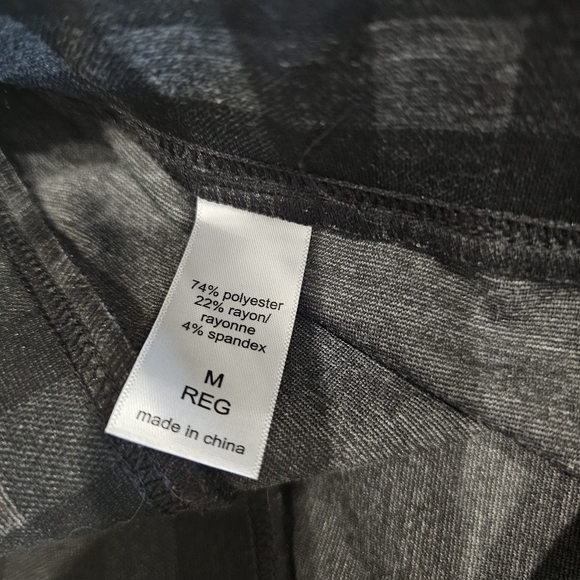 74% polyester
22% rayon/
rayonne
4% spandex
M
REG
made in china